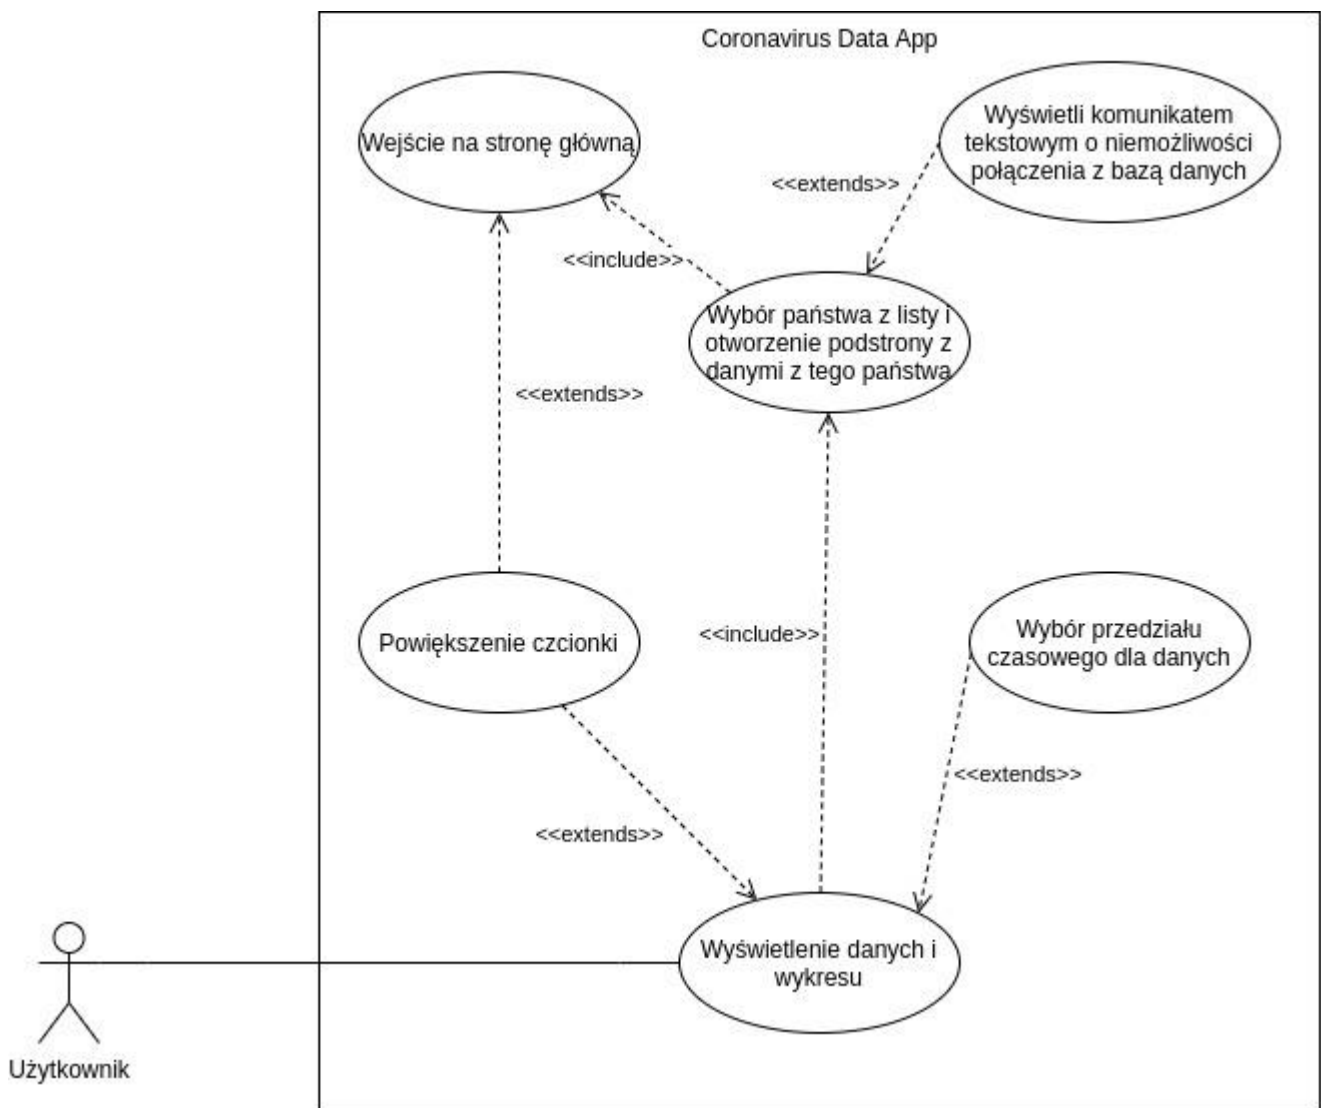 Coronavirus Data App
Wejście na stronę główną
Wyświetli komunikatem
tekstowym o niemożliwości
połączenia z bazą danych
<<extends>>
<<include>>
Wybór państwa z listy i
otworzenie podstrony z
danymi z tego państwa
<<extends>>
Powiększenie czcionki
<<include>>
Wybór przedziału
czasowego dla danych
<<extends>>
<<extends>>
Wyświetlenie danych i
wykresu
Użytkownik